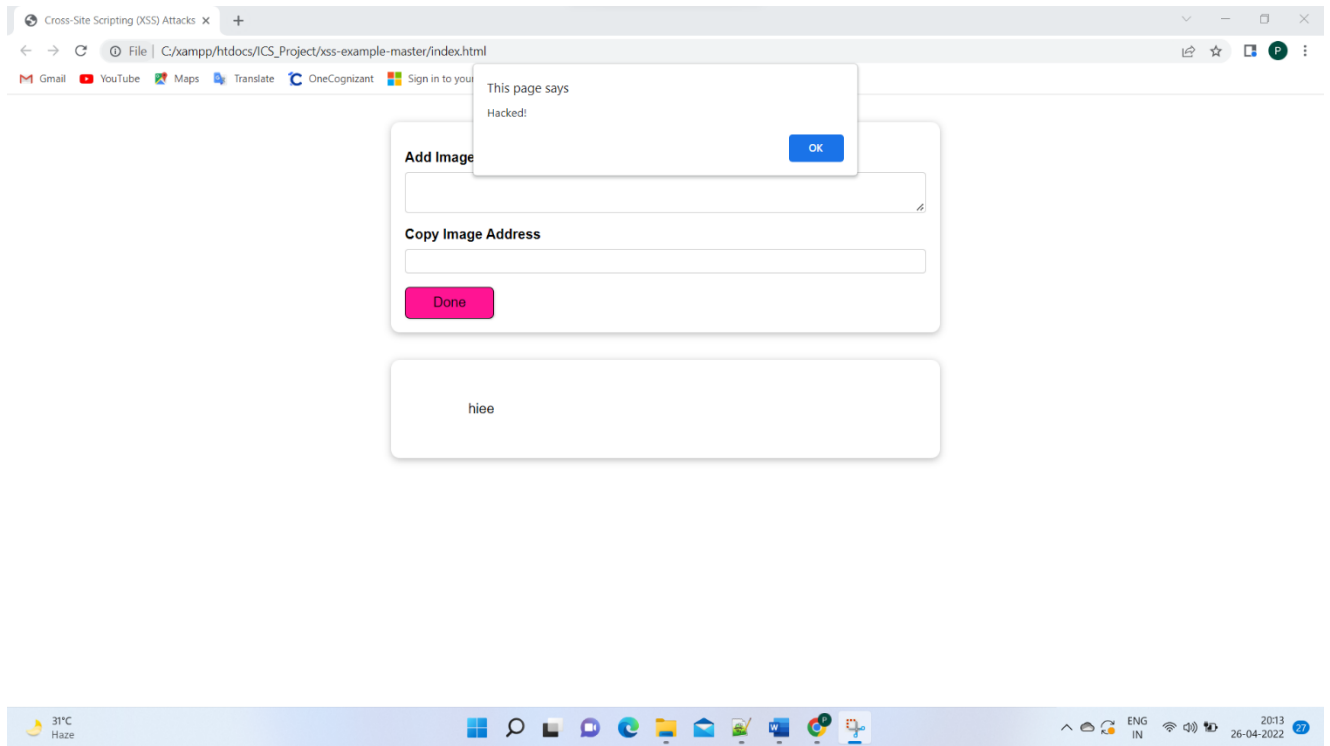 Cross-Site Scripting (XSS) Attacks
File | C:/xampp/htdocs/ICS_Project/xss-example-master/index.html
P
Gmail YouTube Maps Translate OneCognizant Sign in to your
This page says
Hacked!
OK
Add Image
Copy Image Address
Done
hiee
31°C
Haze
ENG
IN
20:13
26-04-2022
27